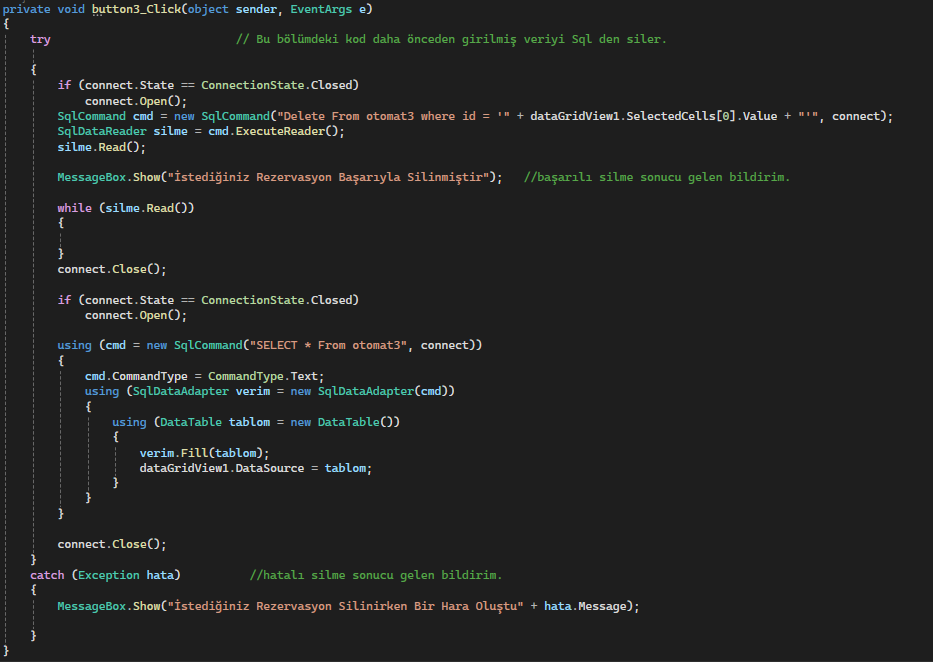 private void button3_Click(object sender, EventArgs e)
{
try // Bu bölümdeki kod daha önceden girilmiş veriyi Sql den siler.
{
if (connect.State == ConnectionState.Closed)
connect.Open();
SqlCommand cmd = new SqlCommand("Delete From otomat3 where id = '" + dataGridView1.SelectedCells[0].Value + "'", connect);
SqlDataReader silme = cmd.ExecuteReader();
silme.Read();
MessageBox.Show("İstediğiniz Rezervasyon Başarıyla Silinmiştir"); //başarılı silme sonucu gelen bildirim.
while (silme.Read())
{
}
connect.Close();
if (connect.State == ConnectionState.Closed)
connect.Open();
using (cmd = new SqlCommand("SELECT * From otomat3", connect))
{
cmd.CommandType = CommandType.Text;
using (SqlDataAdapter verim = new SqlDataAdapter(cmd))
{
using (DataTable tablom = new DataTable())
{
verim.Fill(tablom);
dataGridView1.DataSource = tablom;
}
}
}
connect.Close();
}
catch (Exception hata) //hatalı silme sonucu gelen bildirim.
{
MessageBox.Show("İstediğiniz Rezervasyon Silinirken Bir Hara Oluştu" + hata.Message);
}
}